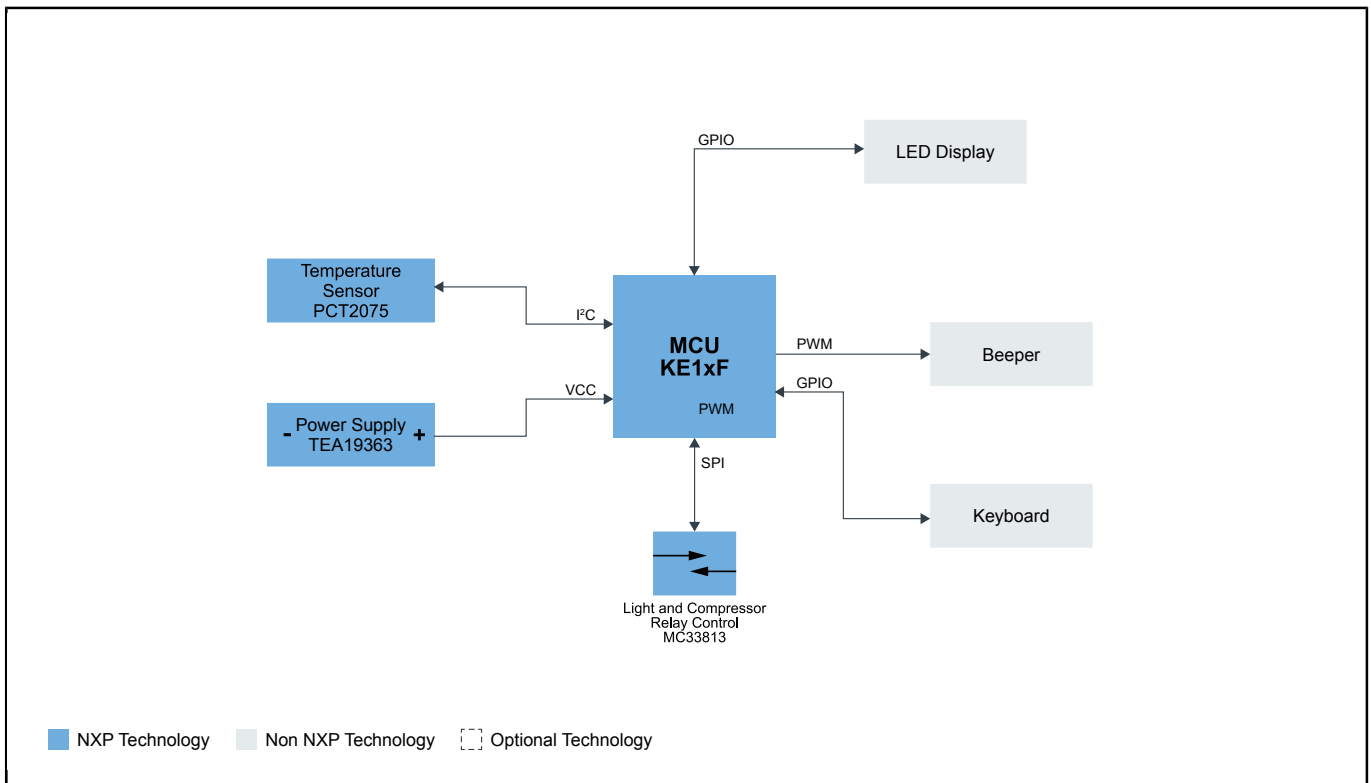 GPIO
LED Display
Temperature
Sensor
PCT2075
I²C
MCU
KE1xF
PWM
Beeper
GPIO
VCC
PWM
- Power Supply +
TEA19363
SPI
Keyboard
Light and Compressor
Relay Control
MC33813
NXP Technology
Non NXP Technology
Optional Technology